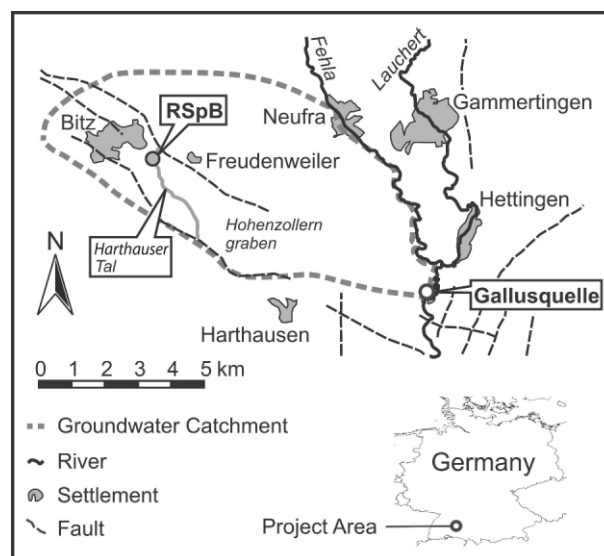 Fehla
Lauchert
Neufra
Gammertingen
RSpB
Bitz
Freudenweiler
Hettingen
Hohenzollern
graben
Harthauser
Tal
N
Gallusquelle
Harthausen
0 1 2 3 4 5 km
Groundwater Catchment
River
Settlement
Fault
Germany
Project Area